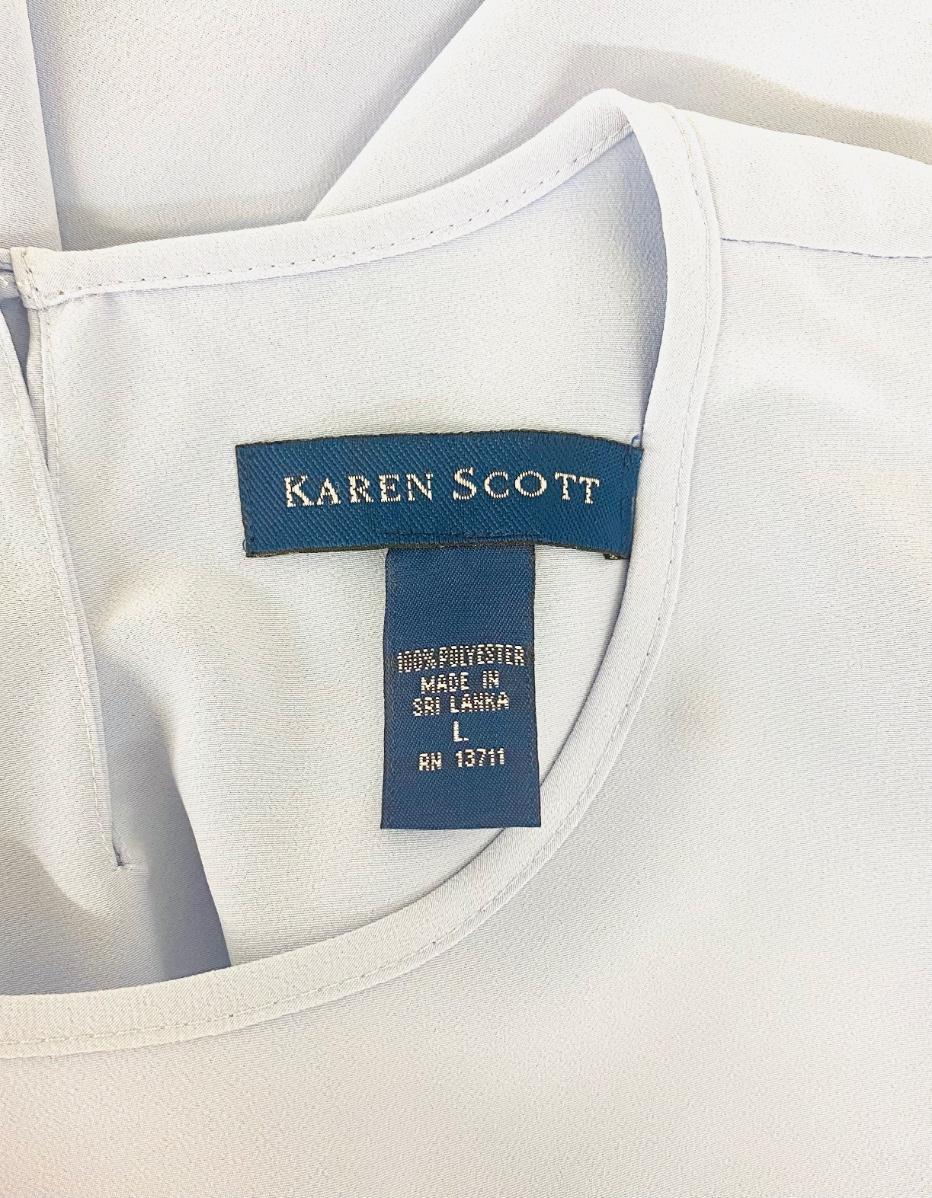 KAREN SCOTT
100% POLYESTER
MADE IN
SRI LANKA
L
RN 13711